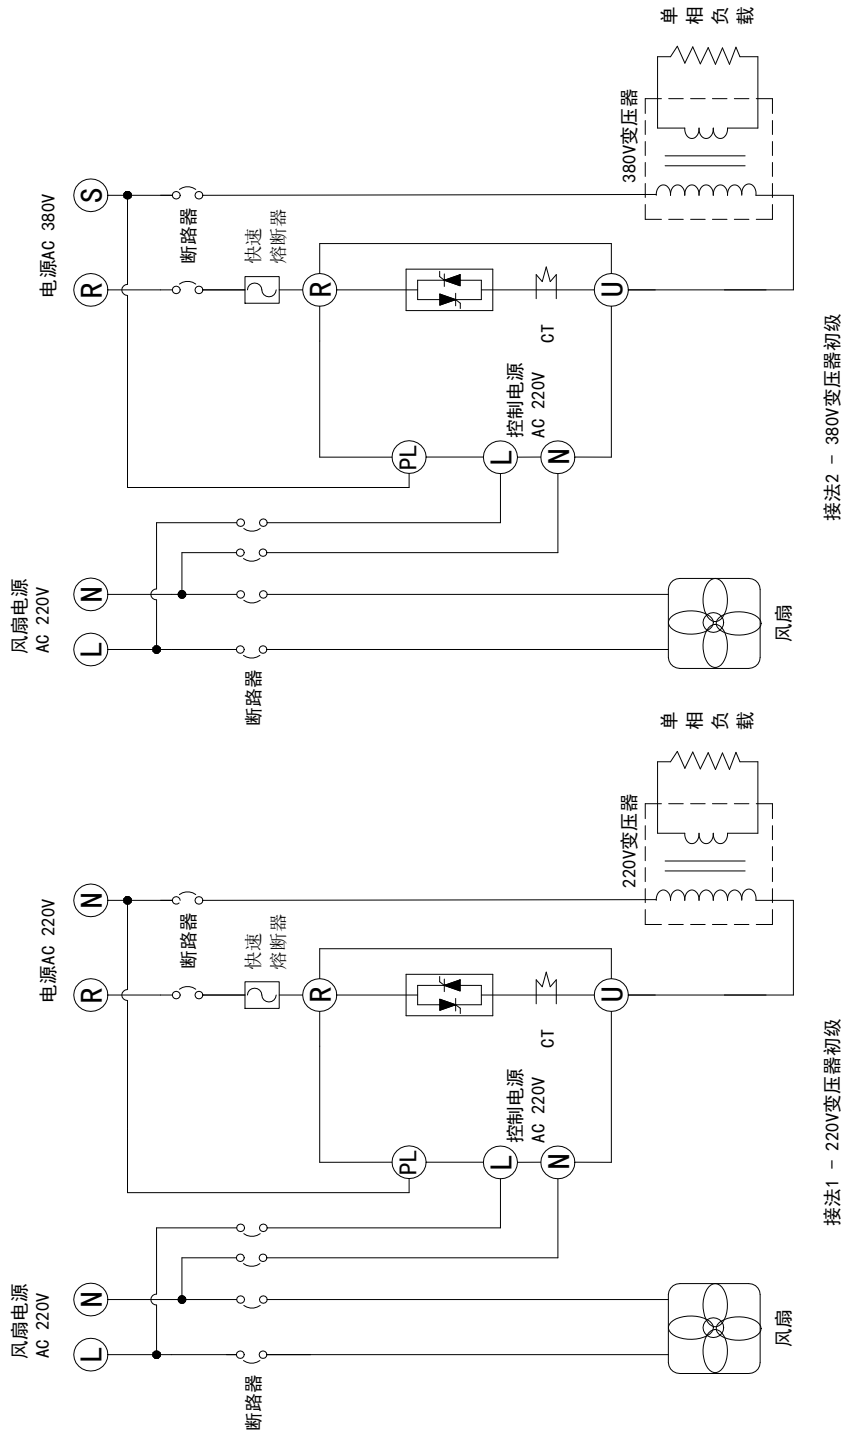 风扇电源
AC 220V
电源AC 220V
L
N
R
N
断路器
断路器
快速
熔断器
R
PL
L
N
控制电源
AC 220V
CT
U
220V变压器
单相负载
风扇
接法1 - 220V变压器初级
风扇电源
AC 220V
电源AC 380V
L
N
R
S
断路器
断路器
快速
熔断器
R
PL
L
N
控制电源
AC 220V
CT
U
380V变压器
单相负载
风扇
接法2 - 380V变压器初级